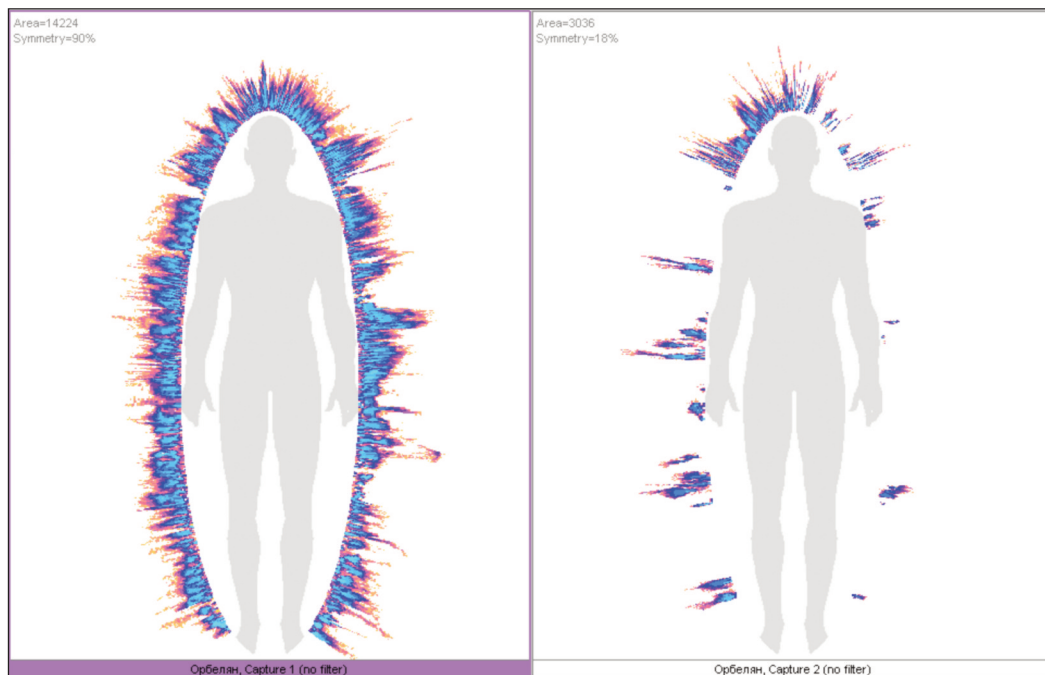 Area=14224
Symmetry=90%
Area=3036
Symmetry=18%
Орбелян, Capture 1 (no filter)
Орбелян, Capture 2 (no filter)